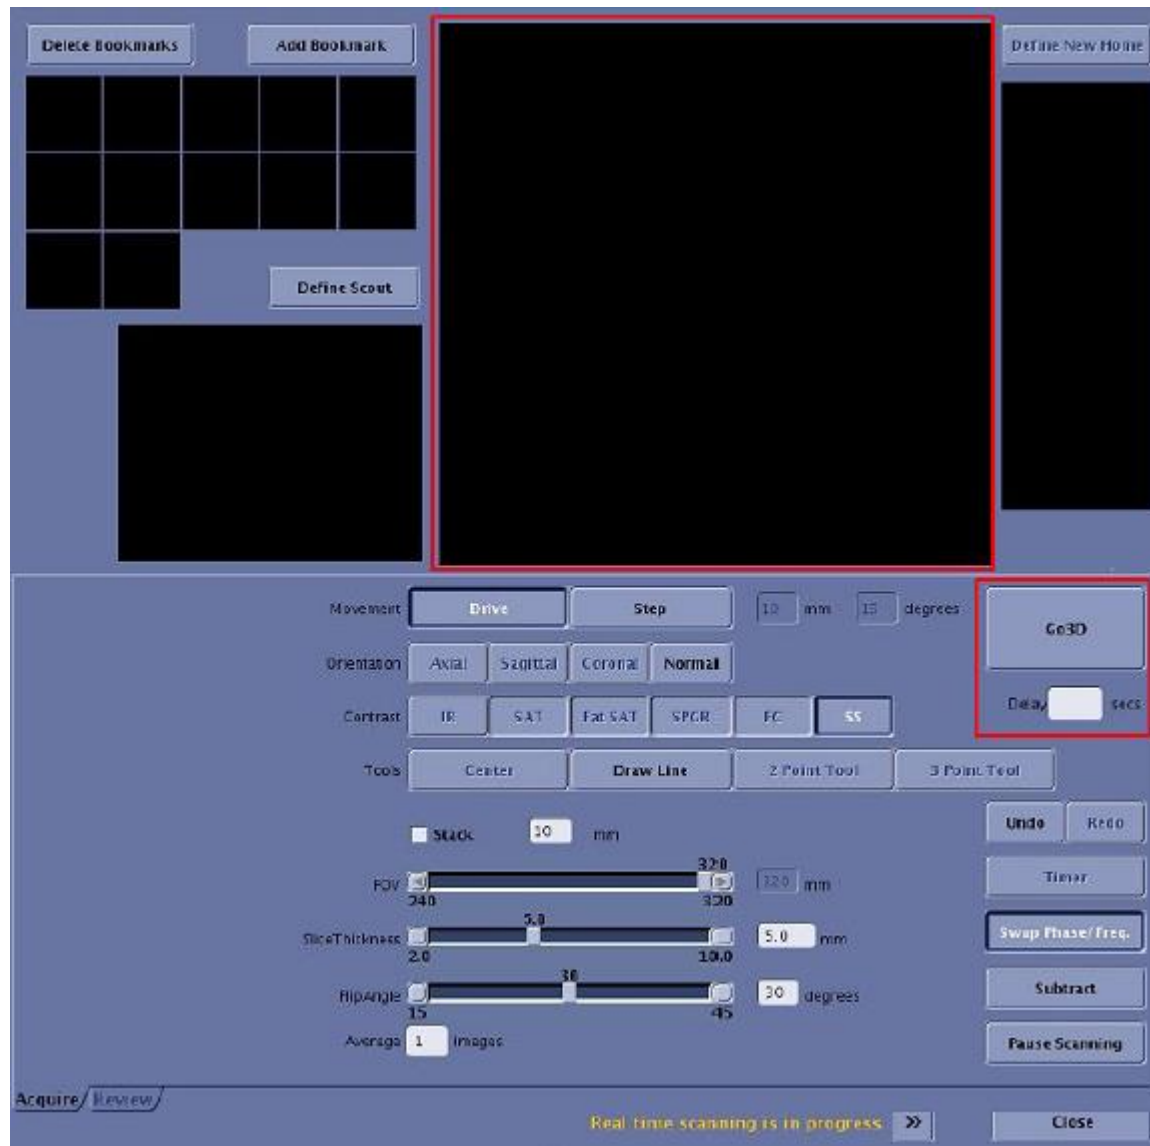 Delete Bookmarks Add Bookmark Define New Home
Define Scout
Movement Drive Step 10 mm 15 degrees
Go3D
Orientation Axial Sagittal Coronal Normal
Delay secs
Contrast IR SAT Fat SAT SPGR FC SS
Tools Center Draw Line 2 Point Tool 3 Point Tool
Stack 10 mm
Undo Redo
320
FOV 320 mm
240 320
Timer
5.0
SliceThickness 5.0 mm
2.0 10.0
Swap Phase/Freq.
30
FlipAngle 30 degrees
15 45
Subtract
Average 1 images
Pause Scanning
Acquire Review
Real time scanning is in progress >> Close